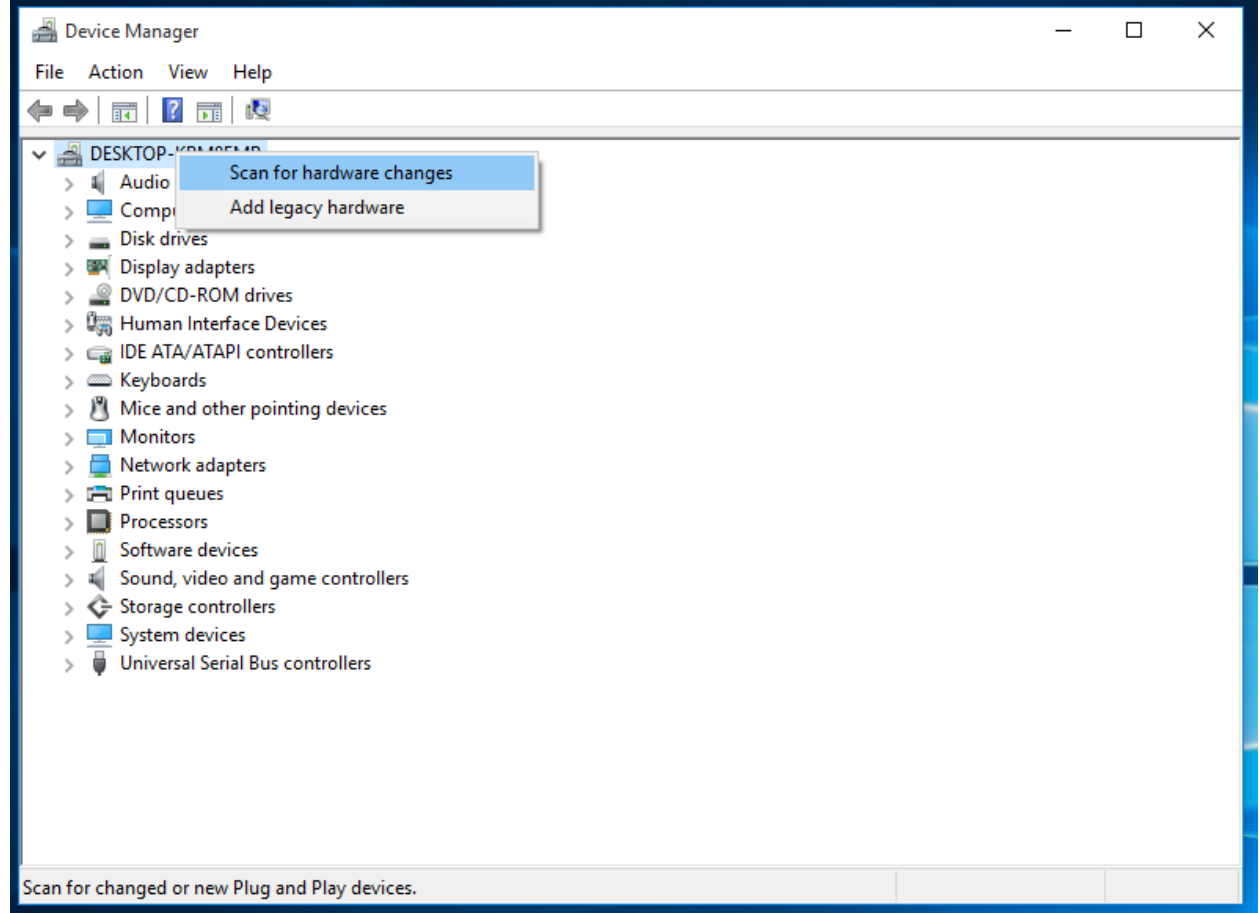 Device Manager
File Action View Help
DESKTOP-
Scan for hardware changes
Audio
Add legacy hardware
Disk drives
Display adapters
DVD/CD-ROM drives
Human Interface Devices
IDE ATA/ATAPI controllers
Keyboards
Mice and other pointing devices
Monitors
Network adapters
Print queues
Processors
Software devices
Sound, video and game controllers
Storage controllers
System devices
Universal Serial Bus controllers
Scan for changed or new Plug and Play devices.